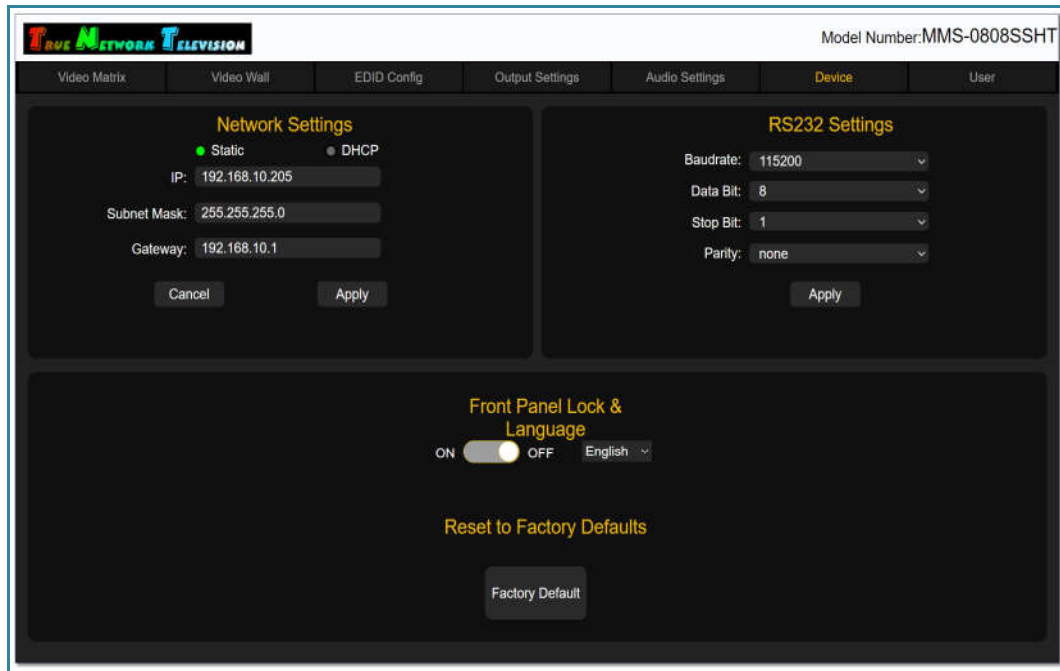 True Network Television
Model Number:MMS-0808SSHT
Video Matrix Video Wall EDID Config Output Settings Audio Settings Device User
Network Settings
Static DHCP
IP: 192.168.10.205
Subnet Mask: 255.255.255.0
Gateway: 192.168.10.1
Cancel Apply
RS232 Settings
Baudrate: 115200
Data Bit: 8
Stop Bit: 1
Parity: none
Apply
Front Panel Lock &
Language
ON OFF English
Reset to Factory Defaults
Factory Default